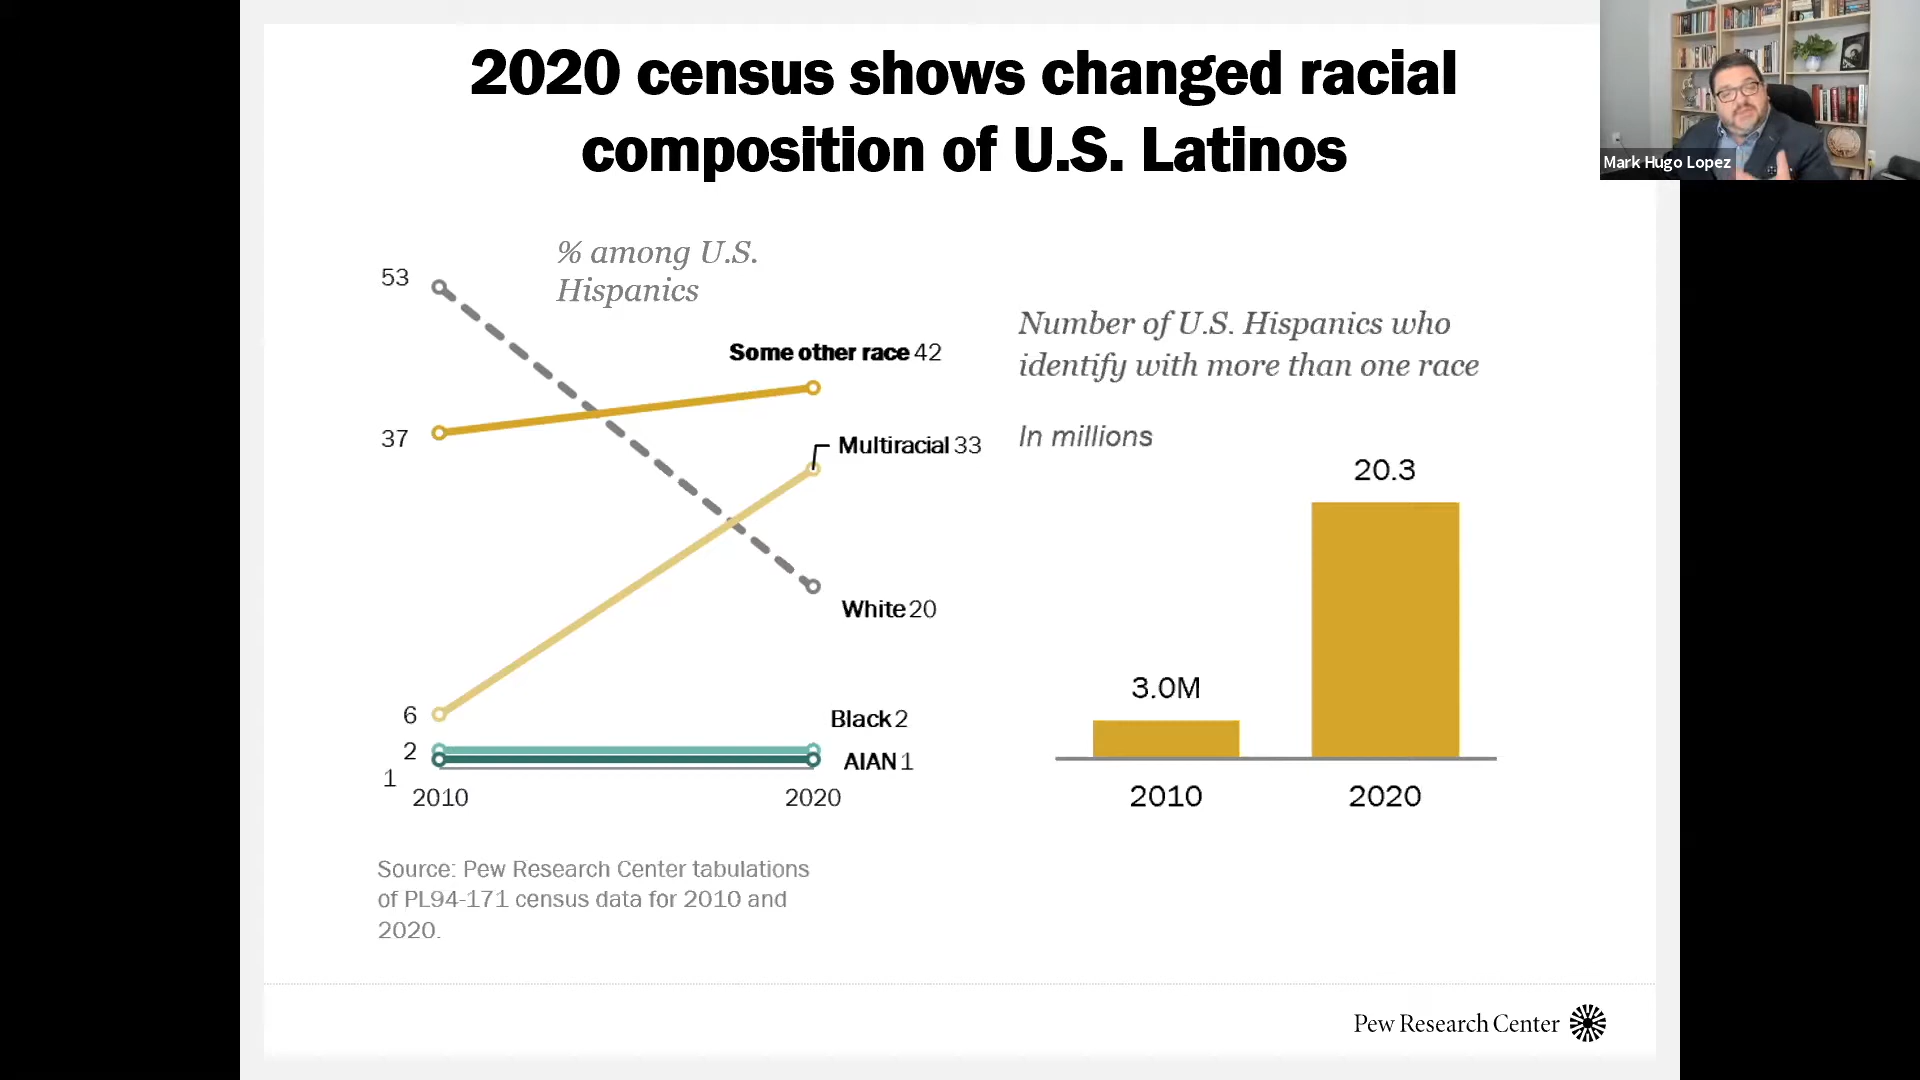 2020 census shows changed racial
composition of U.S. Latinos
Mark Hugo Lopez
% among U.S.
Hispanics
53
37
6
2
1
Some other race 42
Multiracial 33
White 20
Black 2
AIAN 1
2010
2020
Number of U.S. Hispanics who
identify with more than one race
In millions
3.0M
20.3
2010
2020
Source: Pew Research Center tabulations
of PL94-171 census data for 2010 and
2020.
Pew Research Center